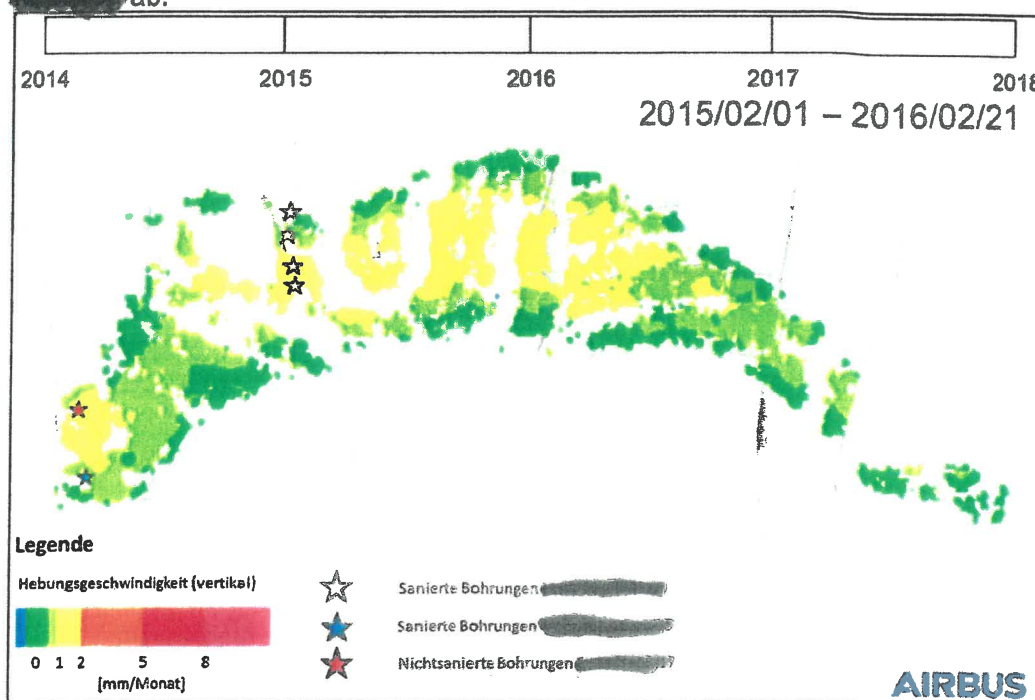 ab.
2014 2015 2016 2017 2018
2015/02/01 – 2016/02/21
Legende
Hebungsgeschwindigkeit (vertikal)
0 1 2 5 8
[mm/Monat]
Sanierte Bohrungen
Sanierte Bohrungen
Nichtsanierte Bohrungen
AIRBUS